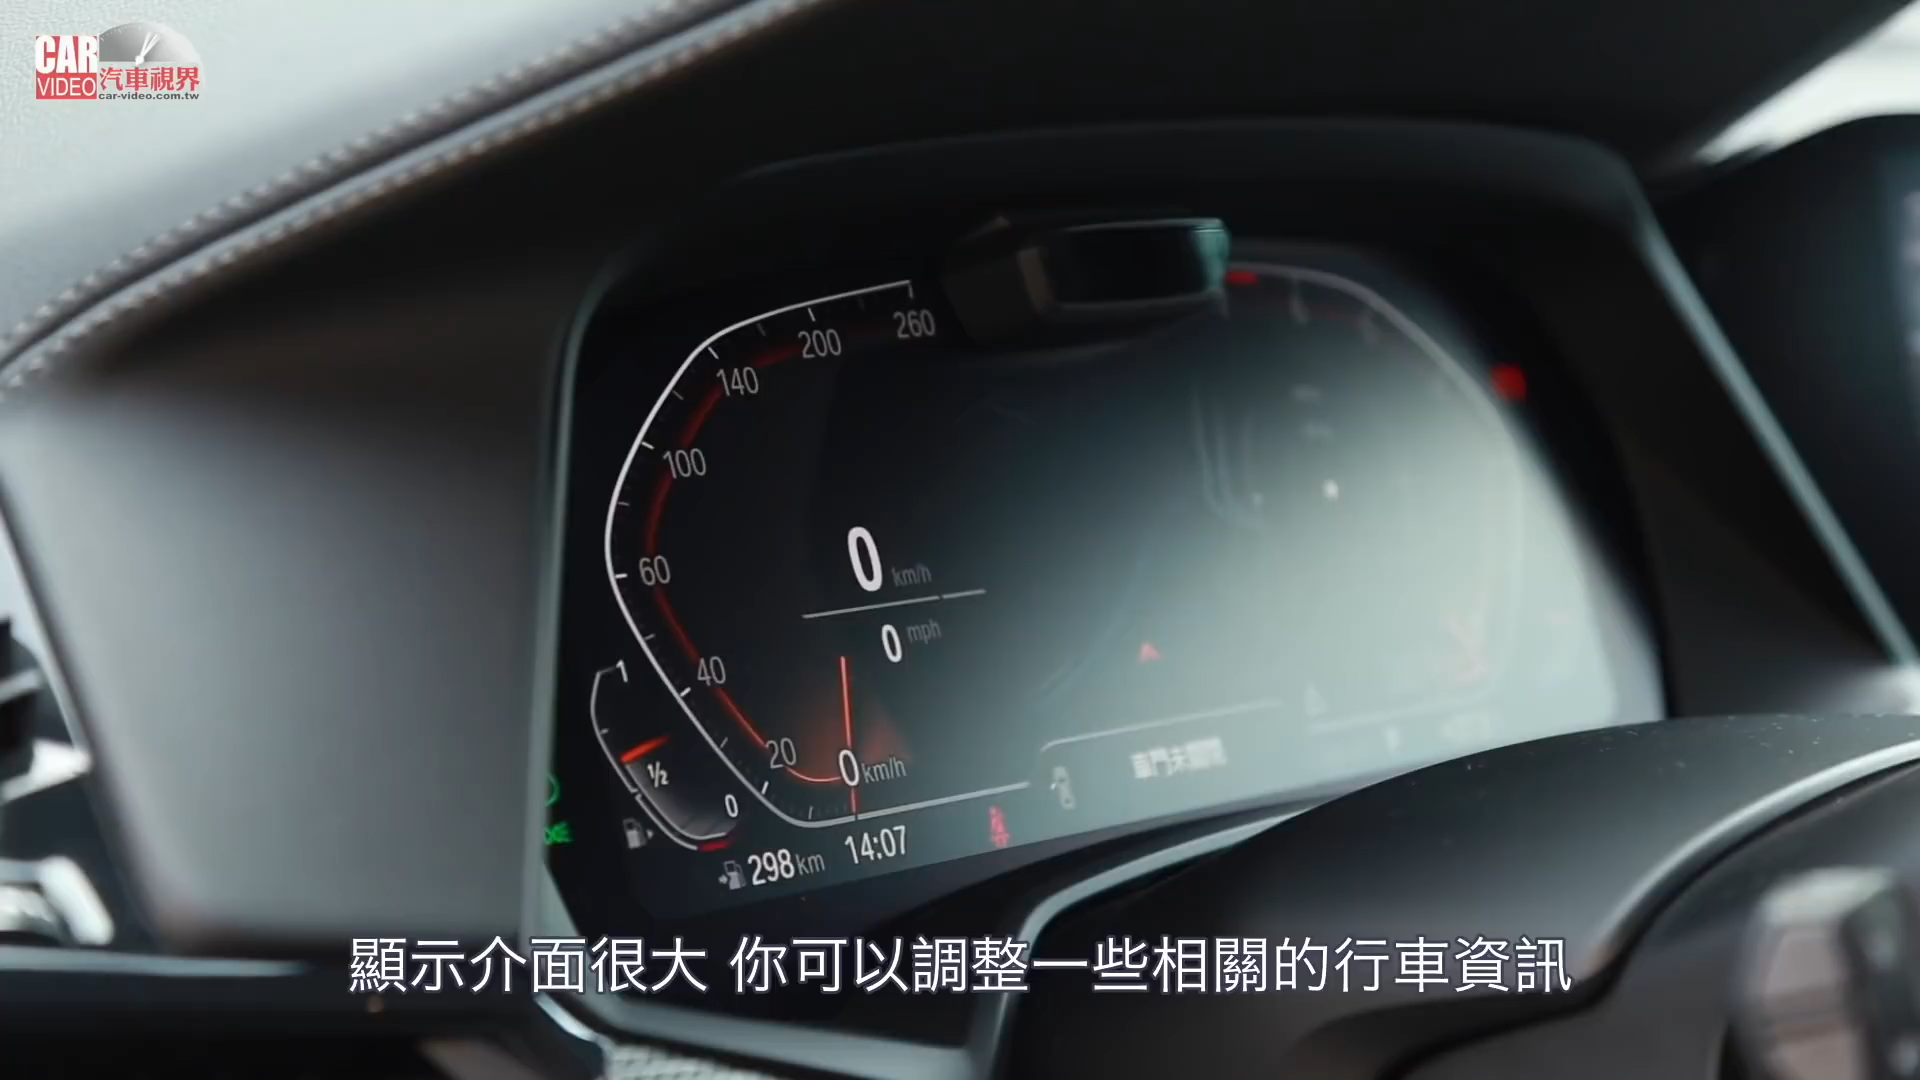 CAR
VIDEO 汽車視界
car-video.com.tw
260
200
140
100
60
40
20
0 km/h
0 km/h
0 mph
1
1/2
0
298 km
14:07
顯示介面很大 你可以調整一些相關的行車資訊